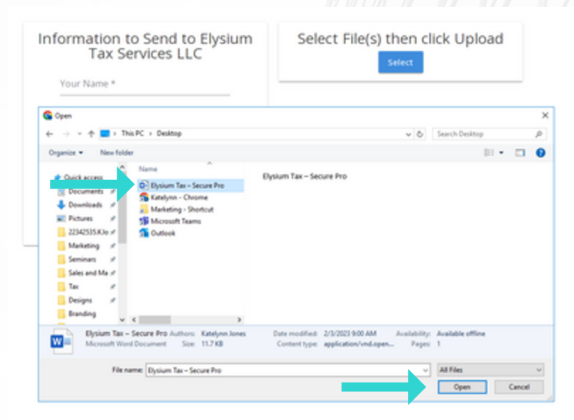 Information to Send to Elysium
Tax Services LLC
Your Name *
Select File(s) then click Upload
Select
Open
This PC > Desktop
Search Desktop
Organize
New folder
Name
Quick access
Documents
Downloads
Pictures
22342535.KJo
Marketing
Seminars
Sales and Ma
Tax
Designs
Branding
Elysium Tax – Secure Pro
Katelynn - Chrome
Marketing - Shortcut
Microsoft Teams
Outlook
Elysium Tax – Secure Pro
Elysium Tax – Secure Pro Authors: Katelynn Jones Date modified: 2/3/2023 9:00 AM Availability: Available offline
Microsoft Word Document Size: 11.7 KB Content type: application/vnd.open... Pages: 1
File name: Elysium Tax – Secure Pro All Files
Open Cancel